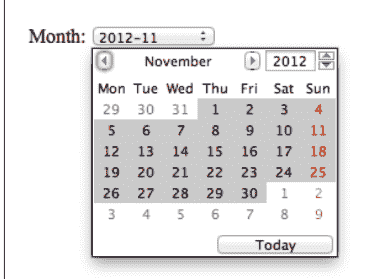 Month: 2012-11
November 2012
Mon Tue Wed Thu Fri Sat Sun
29 30 31 1 2 3 4
5 6 7 8 9 10 11
12 13 14 15 16 17 18
19 20 21 22 23 24 25
26 27 28 29 30 1 2
3 4 5 6 7 8 9
Today